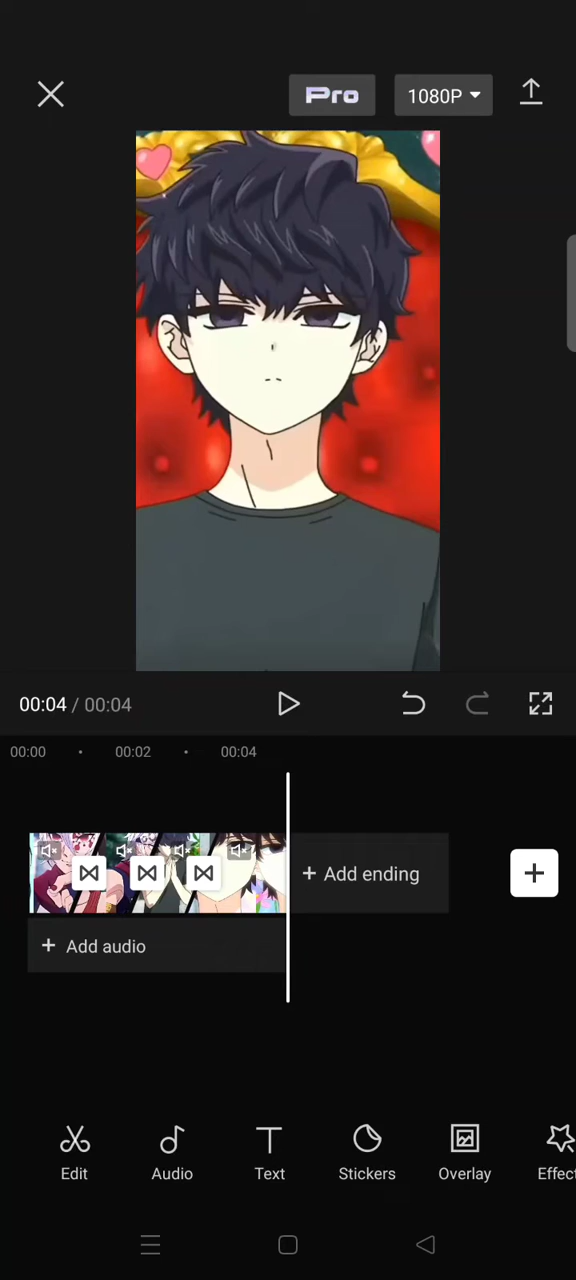 Pro
1080P
00:04 / 00:04
00:00 • 00:02 • 00:04
+ Add ending
+ Add audio
Edit
Audio
Text
Stickers
Overlay
Effect